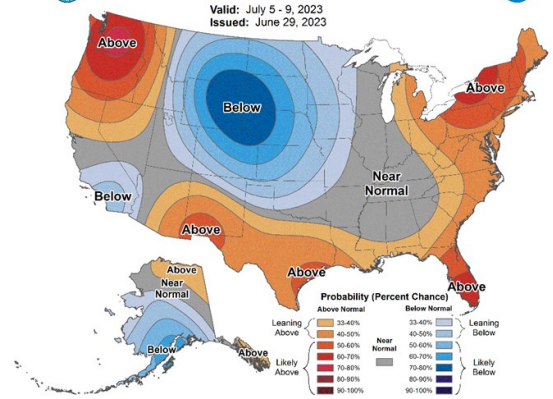 Valid: July 5 - 9, 2023
Issued: June 29, 2023
Above
Below
Above
Near
Normal
Below
Above
Above
Above
Above
Near
Normal
Below
Above
Probability (Percent Chance)
Above Normal
Below Normal
Leaning
Above
33-40%
40-50%
33-40%
40-50%
Leaning
Below
Likely
Above
50-60%
60-70%
70-80%
80-90%
90-100%
Near
Normal
50-60%
60-70%
70-80%
80-90%
90-100%
Likely
Below